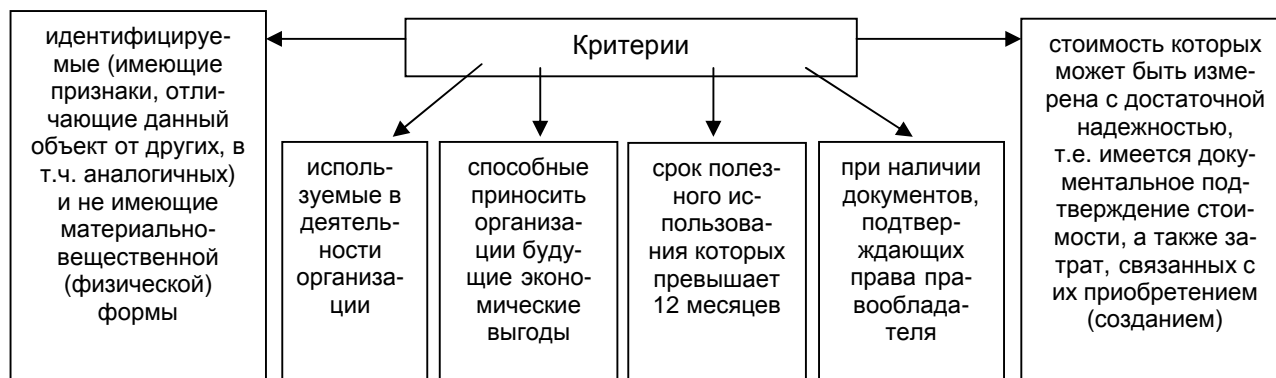 Критерии
идентифицируе-
мые (имеющие
признаки, отли-
чающие данный
объект от других, в
т.ч. аналогичных)
и не имеющие
материально-
вещественной
(физической)
формы
исполь-
зуемые в
деятель-
ности
организа-
ции
способные
приносить
организа-
ции буду-
щие эконо-
мические
выгоды
срок полез-
ного ис-
пользова-
ния которых
превышает
12 месяцев
при наличии
документов,
подтвер-
ждающих
права пра-
вооблада-
теля
стоимость которых
может быть изме-
рена с достаточной
надежностью,
т.е. имеется доку-
ментальное под-
тверждение стои-
мости, а также за-
трат, связанных с
их приобретением
(созданием)